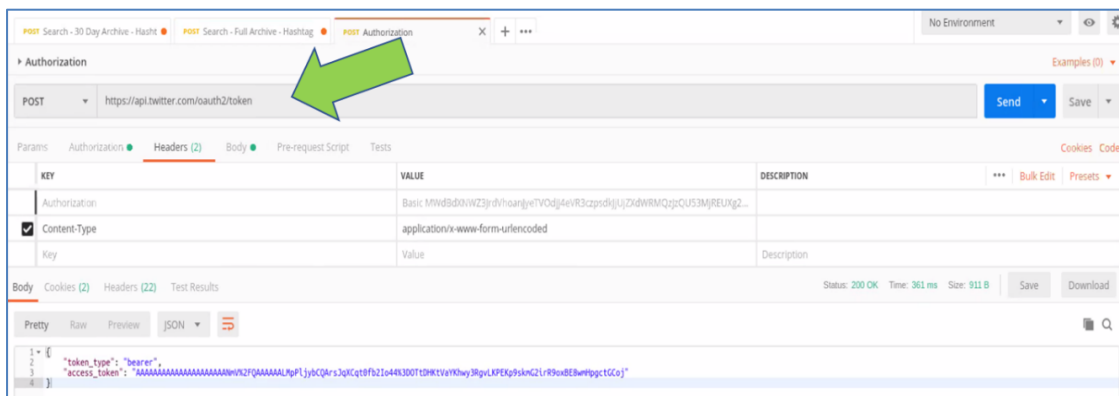 POST Search - 30 Day Archive - Hasht POST Search - Full Archive - Hashtag POST Authorization X + ••• No Environment
Authorization Examples (0)
POST https://api.twitter.com/oauth2/token Send Save
Params Authorization Headers (2) Body Pre-request Script Tests Cookies Code
KEY VALUE DESCRIPTION ••• Bulk Edit Presets
Authorization Basic
Content-Type application/x-www-form-urlencoded
Key Value Description
Body Cookies (2) Headers (22) Test Results Status: 200 OK Time: 361 ms Size: 911 B Save Download
Pretty Raw Preview JSON
1 {
2 "token_type": "bearer",
3 "access_token":
4 }